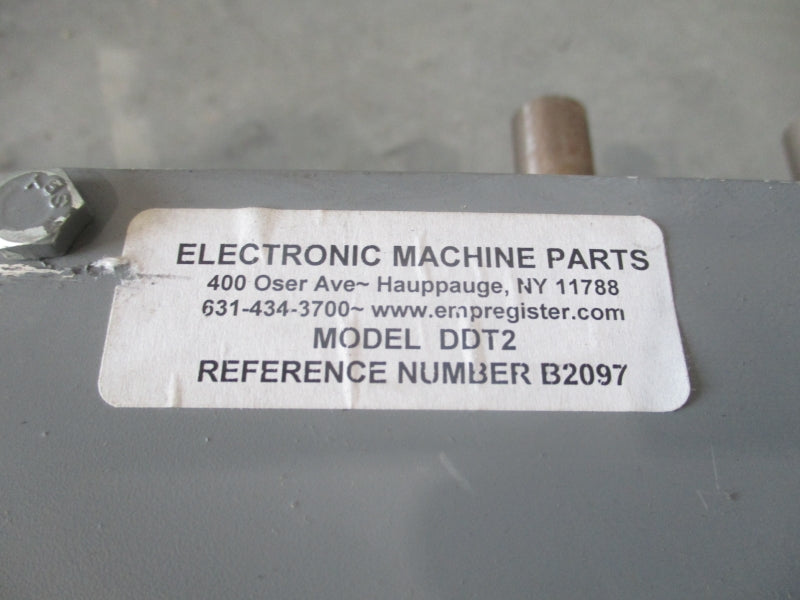 ELECTRONIC MACHINE PARTS
400 Oser Ave~ Hauppauge, NY 11788
631-434-3700~ www.empregister.com
MODEL DDT2
REFERENCE NUMBER B2097